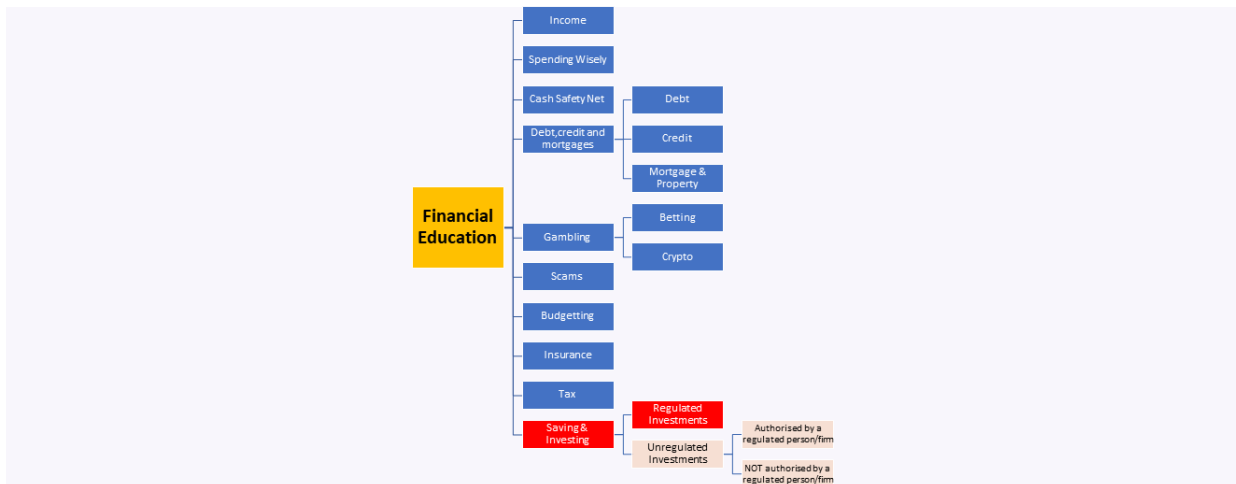 Income
Spending Wisely
Cash Safety Net
Debt
Debt,credit and
mortgages
Credit
Mortgage &
Property
Financial
Education
Betting
Gambling
Crypto
Scams
Budgetting
Insurance
Tax
Regulated
Investments
Saving &
Investing
Authorised by a
regulated person/firm
Unregulated
Investments
NOT authorised by a
regulated person/firm